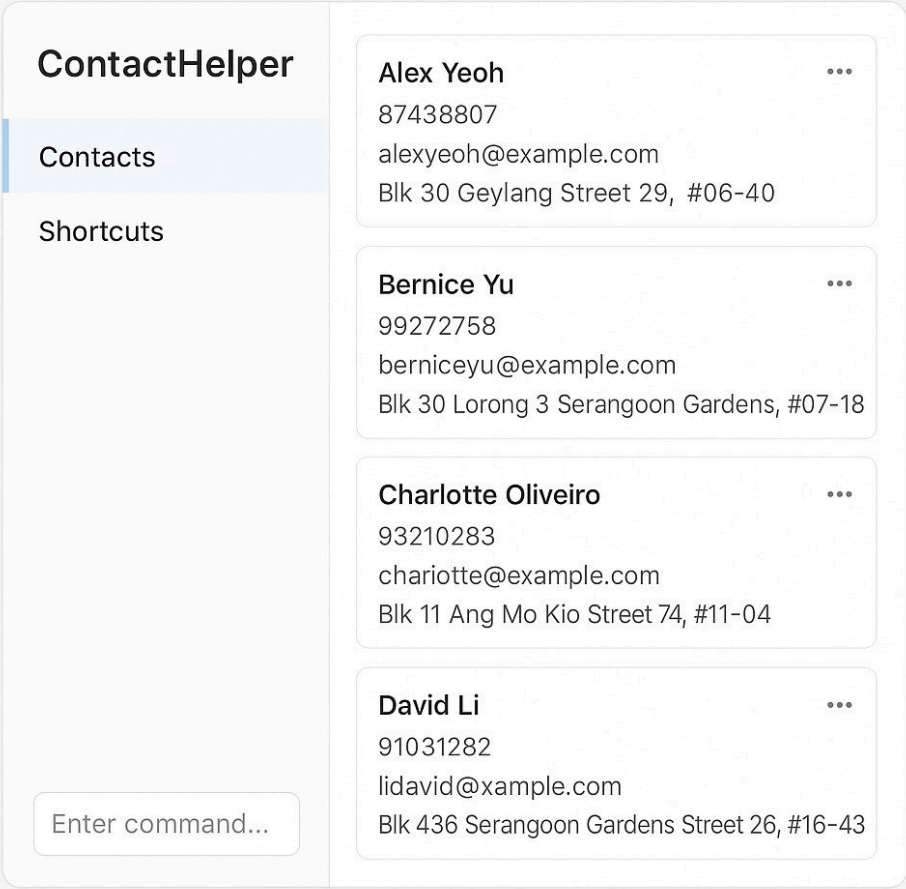 ContactHelper
Contacts
Shortcuts
Enter command...
Alex Yeoh
87438807
alexyeoh@example.com
Blk 30 Geylang Street 29, #06-40
Bernice Yu
99272758
berniceyu@example.com
Blk 30 Lorong 3 Serangoon Gardens, #07-18
Charlotte Oliveiro
93210283
chariotte@example.com
Blk 11 Ang Mo Kio Street 74, #11-04
David Li
91031282
lidavid@xample.com
Blk 436 Serangoon Gardens Street 26, #16-43